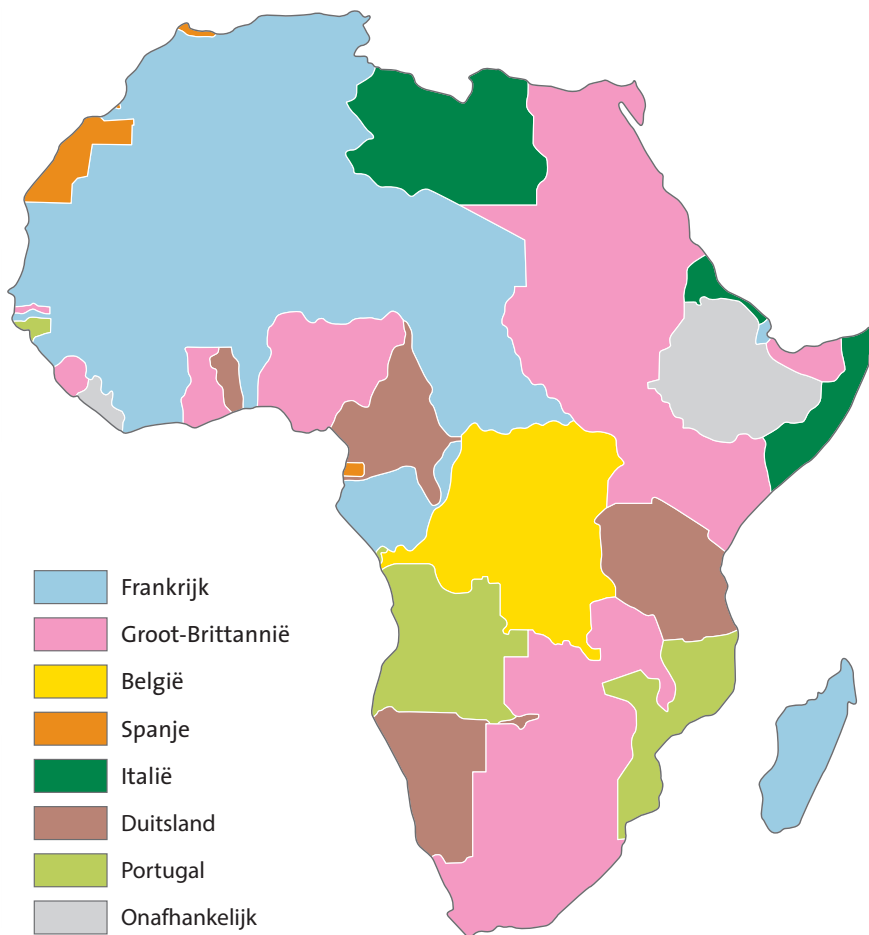 Frankrijk
Groot-Brittannië
België
Spanje
Italië
Duitsland
Portugal
Onafhankelijk